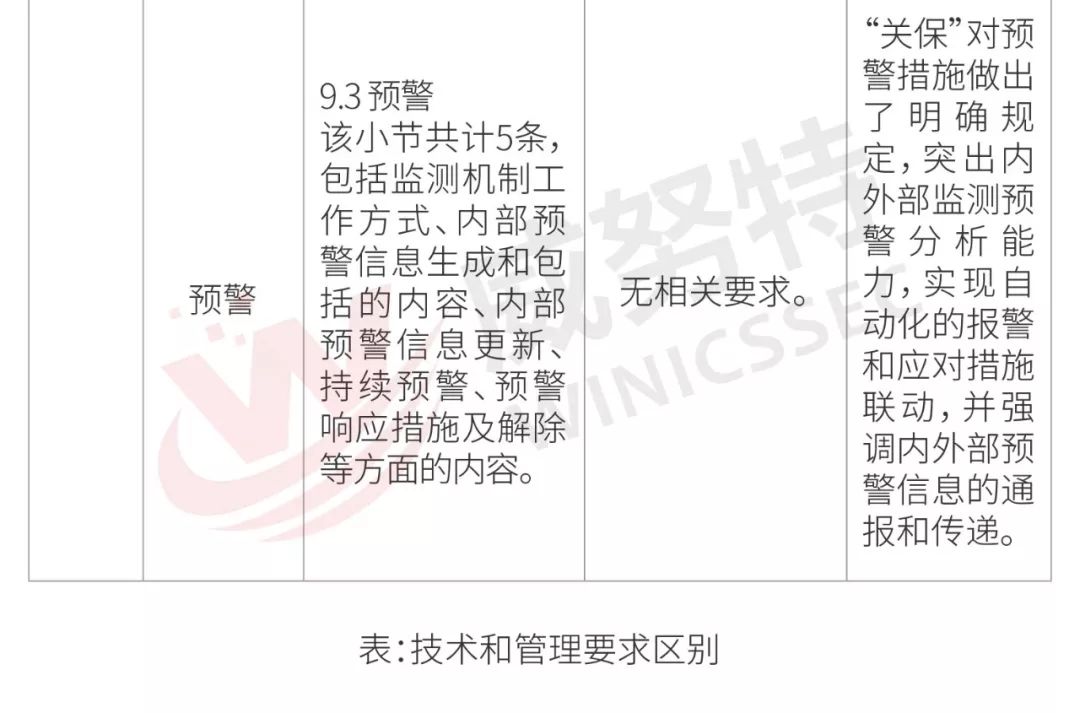 预警
9.3 预警
该小节共计5条，
包括监测机制工
作方式、内部预
警信息生成和包
括的内容、内部
预警信息更新、
持续预警、预警
响应措施及解除
等方面的内容。
无相关要求。
“关保”对预
警措施做出
了明确规
定，突出内
外部监测预
警分析能
力，实现自
动化的报警
和应对措施
联动，并强
调内外部预
警信息的通
报和传递。
威努特
WINICSSEC
表：技术和管理要求区别